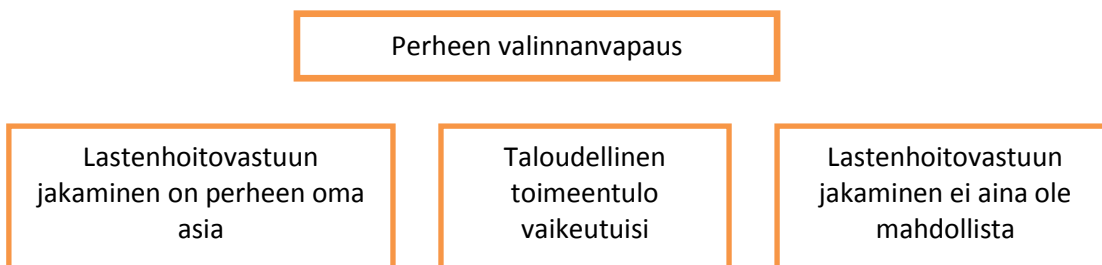 Perheen valinnanvapaus
Lastenhoitovastuun
jakaminen on perheen oma
asia
Taloudellinen
toimeentulo
vaikeutuisi
Lastenhoitovastuun
jakaminen ei aina ole
mahdollista